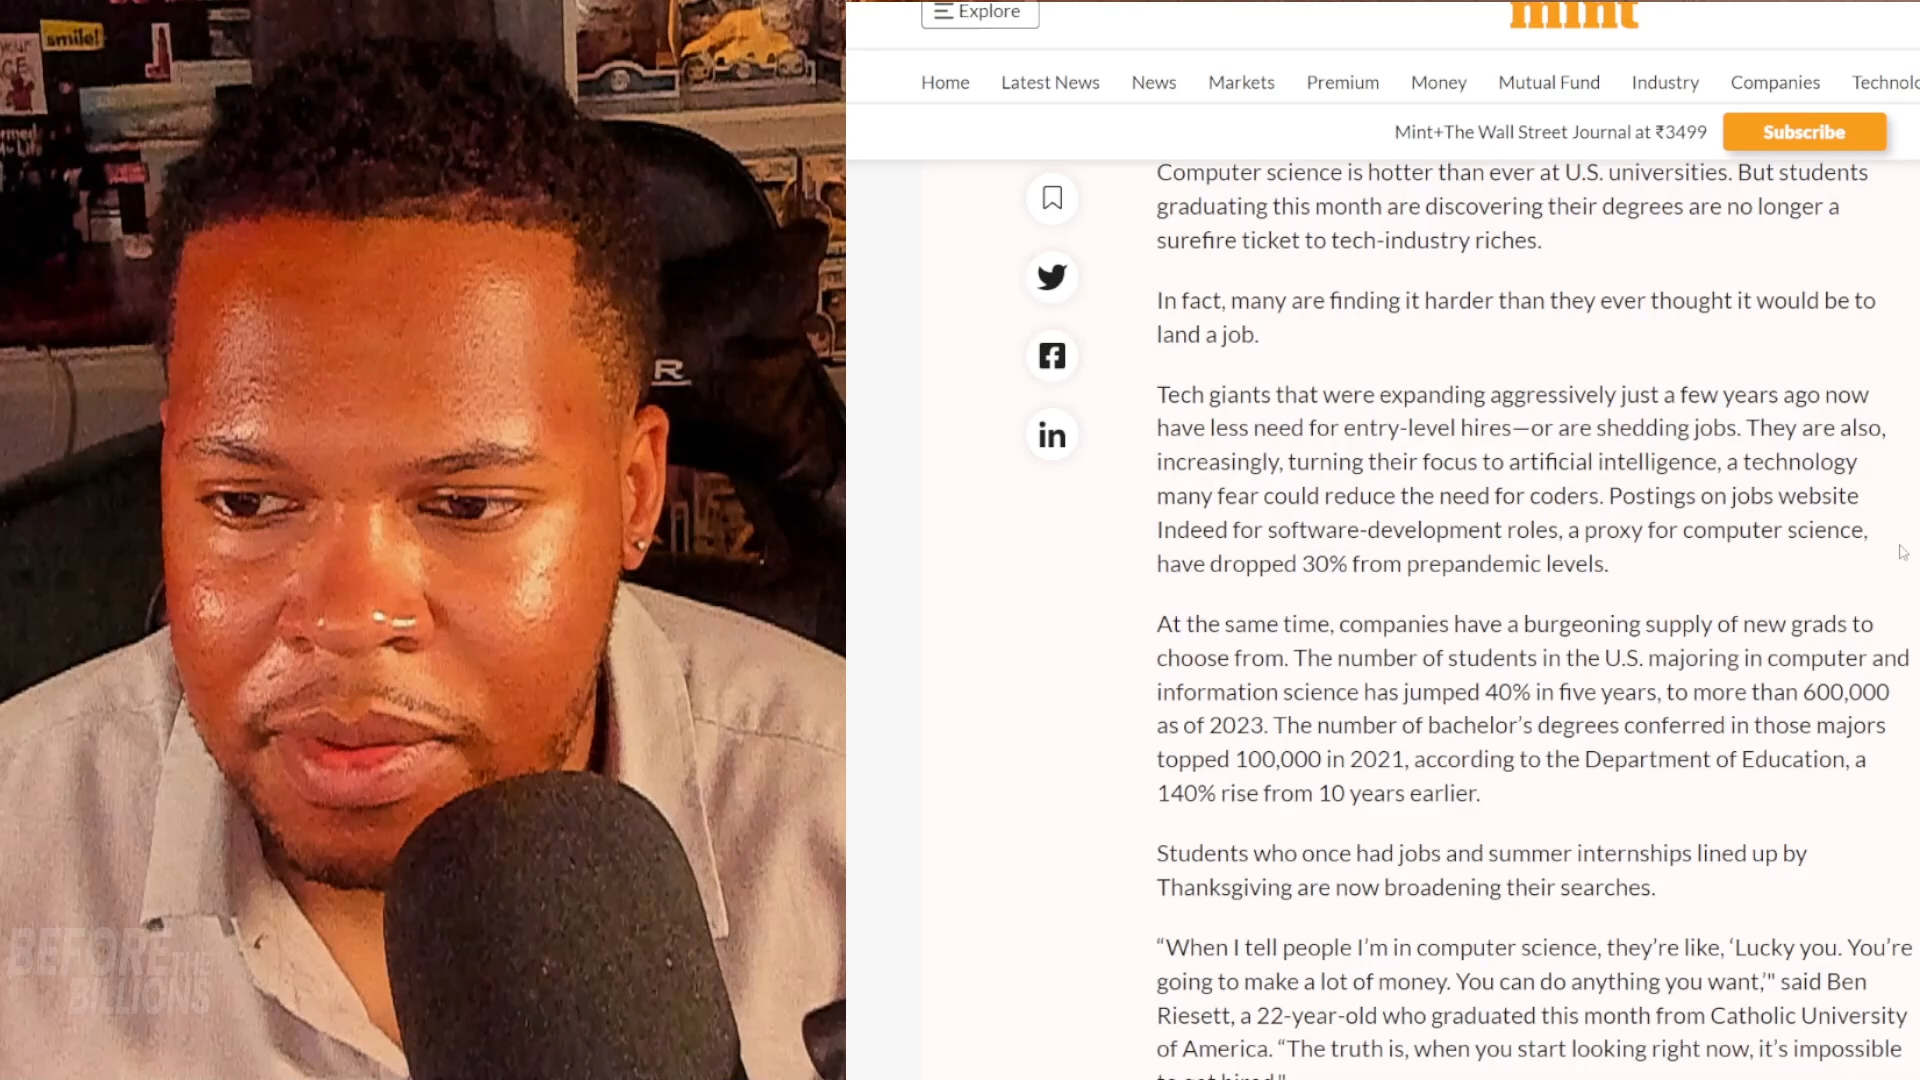 smile!
R
BEFORE THE
BILLIONS
Explore
mint
Home Latest News News Markets Premium Money Mutual Fund Industry Companies
Mint+The Wall Street Journal at ₹3499 Subscribe
Computer science is hotter than ever at U.S. universities. But students
graduating this month are discovering their degrees are no longer a
surefire ticket to tech-industry riches.
In fact, many are finding it harder than they ever thought it would be to
land a job.
Tech giants that were expanding aggressively just a few years ago now
have less need for entry-level hires—or are shedding jobs. They are also,
increasingly, turning their focus to artificial intelligence, a technology
many fear could reduce the need for coders. Postings on jobs website
Indeed for software-development roles, a proxy for computer science,
have dropped 30% from prepandemic levels.
At the same time, companies have a burgeoning supply of new grads to
choose from. The number of students in the U.S. majoring in computer and
information science has jumped 40% in five years, to more than 600,000
as of 2023. The number of bachelor’s degrees conferred in those majors
topped 100,000 in 2021, according to the Department of Education, a
140% rise from 10 years earlier.
Students who once had jobs and summer internships lined up by
Thanksgiving are now broadening their searches.
“When I tell people I’m in computer science, they’re like, ‘Lucky you. You’re
going to make a lot of money. You can do anything you want,’" said Ben
Riesett, a 22-year-old who graduated this month from Catholic University
of America. “The truth is, when you start looking right now, it’s impossible